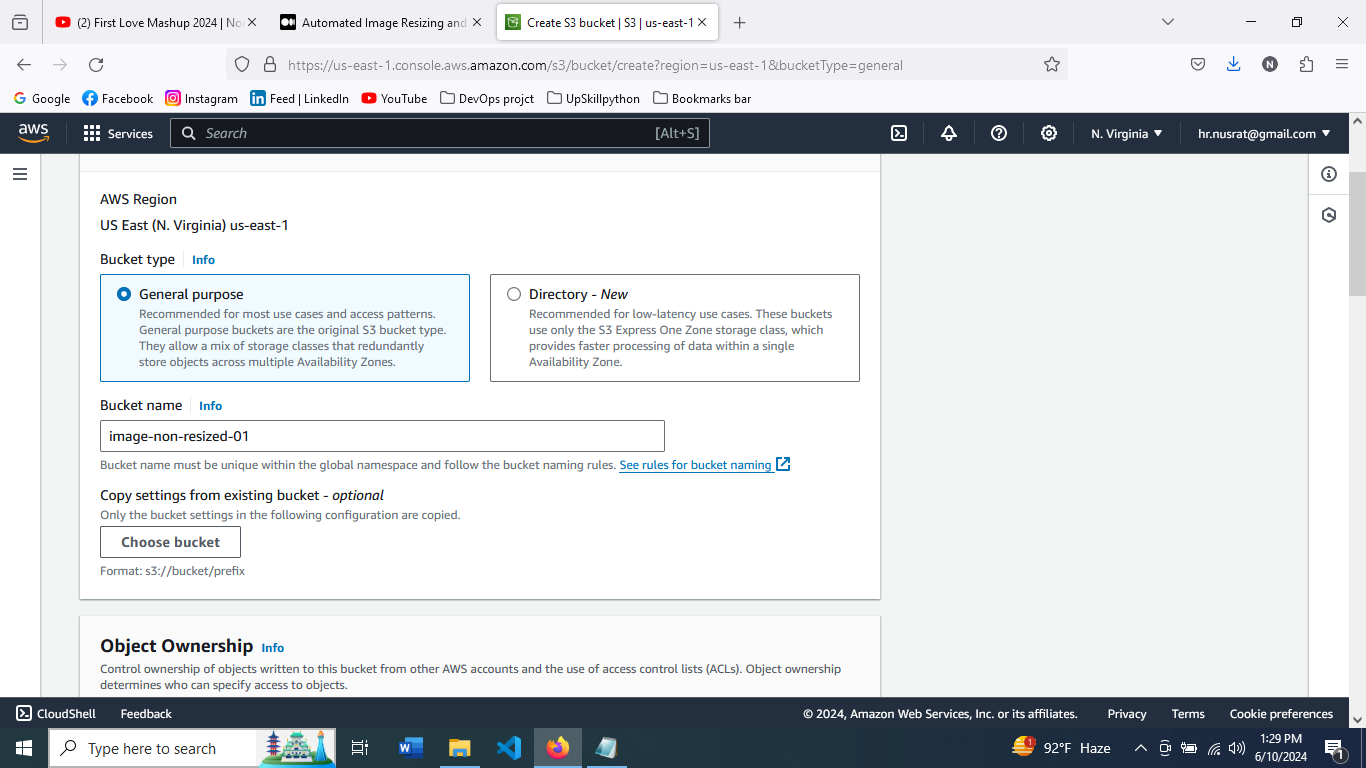 (2) First Love Mashup 2024 | Nor
Automated Image Resizing and
Create S3 bucket | S3 | us-east-1
https://us-east-1.console.aws.amazon.com/s3/bucket/create?region=us-east-1&bucketType=general
N
Google
Facebook
Instagram
Feed | LinkedIn
YouTube
DevOps projct
UpSkillpython
Bookmarks bar
aws
Services
Search
[Alt+S]
N. Virginia
hr.nusrat@gmail.com
AWS Region
US East (N. Virginia) us-east-1
Bucket type
Info
General purpose
Recommended for most use cases and access patterns.
General purpose buckets are the original S3 bucket type.
They allow a mix of storage classes that redundantly
store objects across multiple Availability Zones.
Directory - New
Recommended for low-latency use cases. These buckets
use only the S3 Express One Zone storage class, which
provides faster processing of data within a single
Availability Zone.
Bucket name
Info
image-non-resized-01
Bucket name must be unique within the global namespace and follow the bucket naming rules. See rules for bucket naming
Copy settings from existing bucket - optional
Only the bucket settings in the following configuration are copied.
Choose bucket
Format: s3://bucket/prefix
Object Ownership
Info
Control ownership of objects written to this bucket from other AWS accounts and the use of access control lists (ACLs). Object ownership
determines who can specify access to objects.
CloudShell
Feedback
© 2024, Amazon Web Services, Inc. or its affiliates.
Privacy
Terms
Cookie preferences
Type here to search
1
92°F Haze
1:29 PM
6/10/2024
1